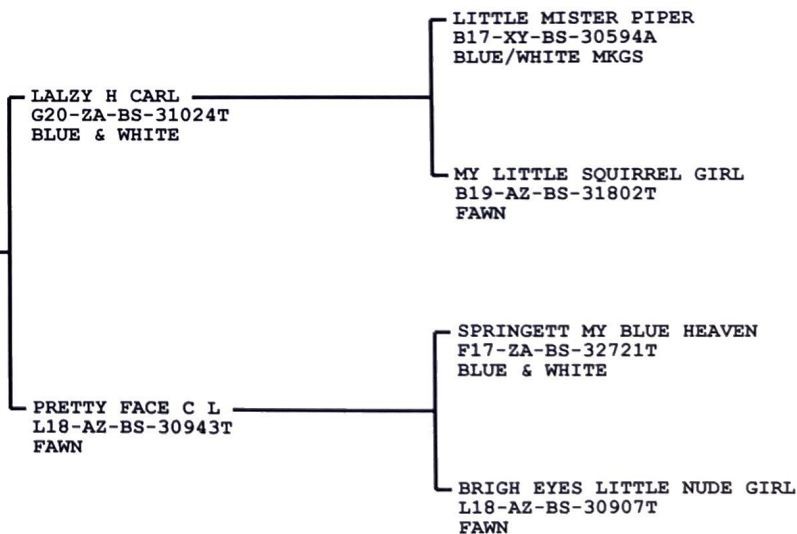 LITTLE MISTER PIPER
B17-XY-BS-30594A
BLUE/WHITE MKGS
LALZY H CARL
G20-ZA-BS-31024T
BLUE & WHITE
MY LITTLE SQUIRREL GIRL
B19-AZ-BS-31802T
FAWN
SPRINGETT MY BLUE HEAVEN
F17-ZA-BS-32721T
BLUE & WHITE
PRETTY FACE C L
L18-AZ-BS-30943T
FAWN
BRIGH EYES LITTLE NUDE GIRL
L18-AZ-BS-30907T
FAWN